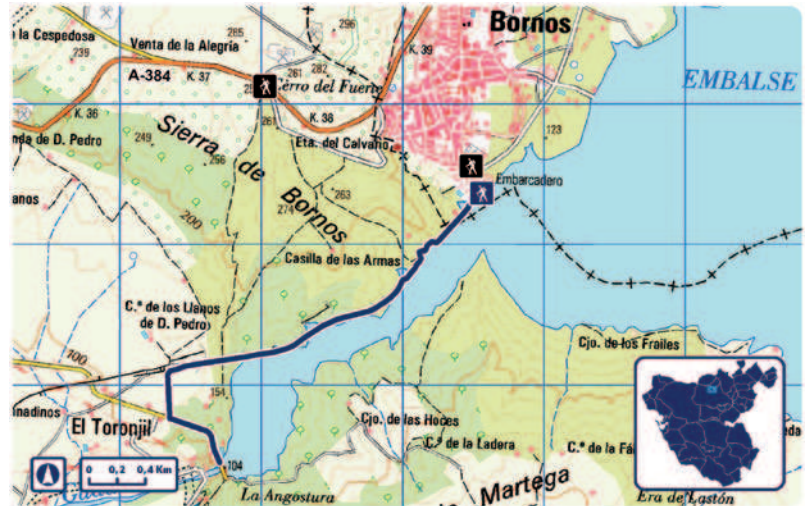 la Cespedosa
239
Venta de la Alegría
285
296
Bornos
A-384
K. 37
261
282
K. 39
EMBALSE
Cerro del Fuerte
K. 36
K. 38
261
Eta. del Calvario
123
nda de D. Pedro
249
256
Sierra de Bornos
Embarcadero
anos
200
274
263
Casilla de las Armas
C.ª de los Llanos
de D. Pedro
100
Cjo. de los Frailes
154
inadinos
El Toronjil
Cjo. de las Hoces
C.ª de la Ladera
C.ª de la Fá
eda
0 0,2 0,4 Km
104
La Angostura
Martega
Era de Lastón